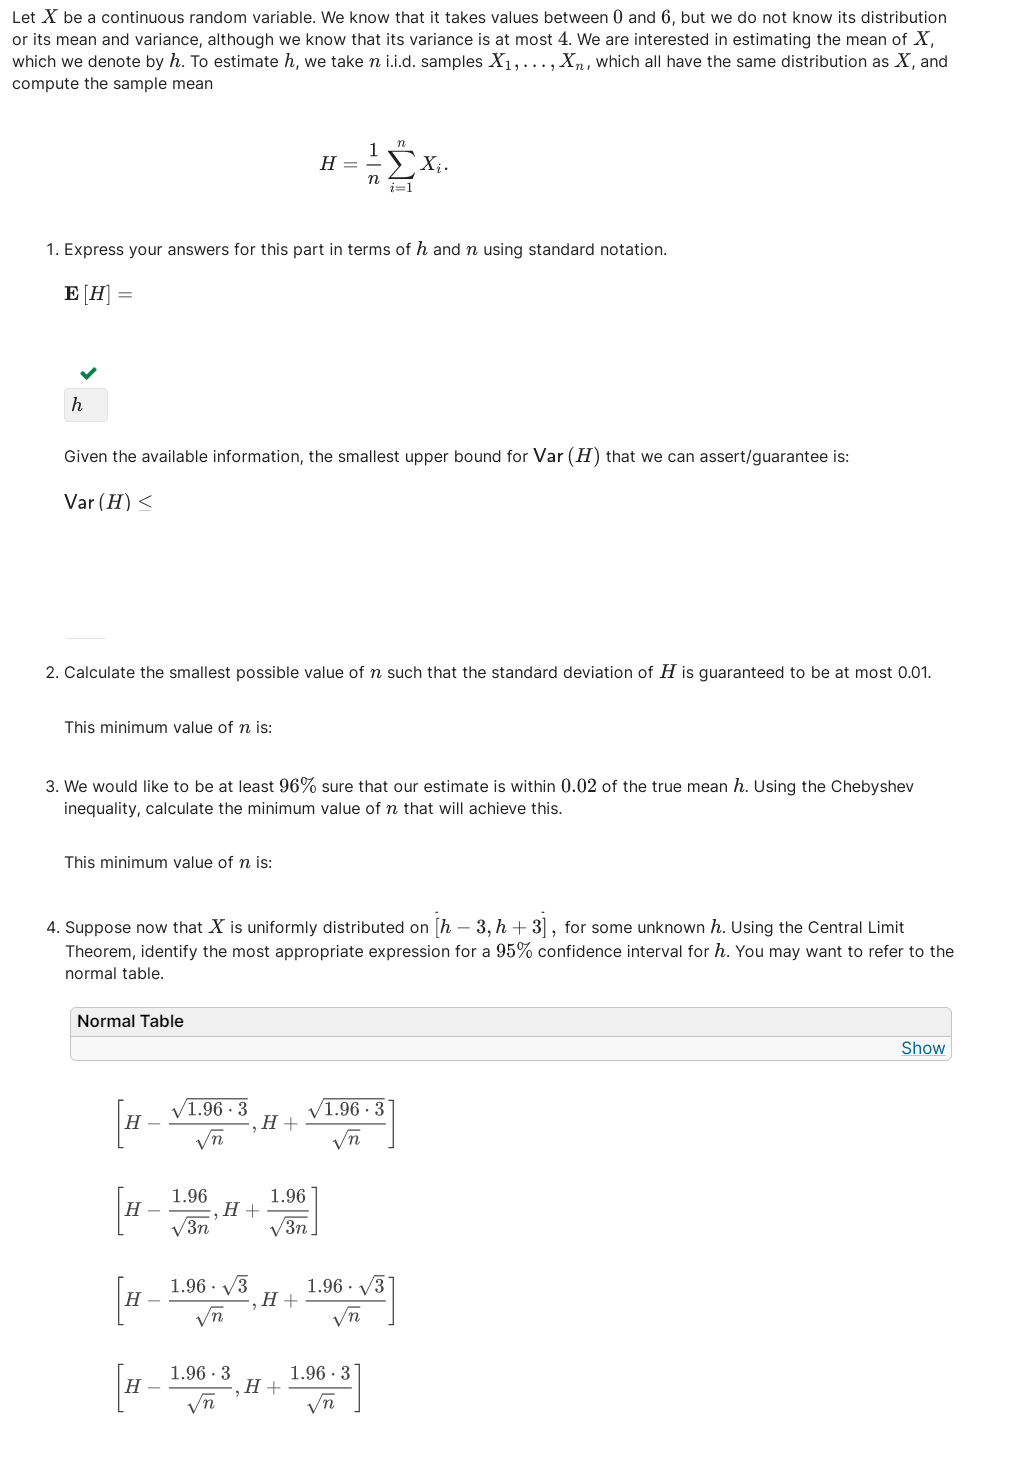 Let X be a continuous random variable. We know that it takes values between 0 and 6, but we do not know its distribution
or its mean and variance, although we know that its variance is at most 4. We are interested in estimating the mean of X,
which we denote by h. To estimate h, we take n i.i.d. samples X₁, . . . , Xₙ, which all have the same distribution as X, and
compute the sample mean
H = \frac{1}{n} \sum_{i=1}^{n} X_i.
1. Express your answers for this part in terms of h and n using standard notation.
E [H] =
✔
h
Given the available information, the smallest upper bound for Var (H) that we can assert/guarantee is:
Var (H) ≤
2. Calculate the smallest possible value of n such that the standard deviation of H is guaranteed to be at most 0.01.
This minimum value of n is:
3. We would like to be at least 96% sure that our estimate is within 0.02 of the true mean h. Using the Chebyshev
inequality, calculate the minimum value of n that will achieve this.
This minimum value of n is:
4. Suppose now that X is uniformly distributed on [h − 3, h + 3], for some unknown h. Using the Central Limit
Theorem, identify the most appropriate expression for a 95% confidence interval for h. You may want to refer to the
normal table.
Normal Table
Show
\left[H - \frac{\sqrt{1.96 \cdot 3}}{\sqrt{n}}, H + \frac{\sqrt{1.96 \cdot 3}}{\sqrt{n}}\right]
\left[H - \frac{1.96}{\sqrt{3n}}, H + \frac{1.96}{\sqrt{3n}}\right]
\left[H - \frac{1.96 \cdot \sqrt{3}}{\sqrt{n}}, H + \frac{1.96 \cdot \sqrt{3}}{\sqrt{n}}\right]
\left[H - \frac{1.96 \cdot 3}{\sqrt{n}}, H + \frac{1.96 \cdot 3}{\sqrt{n}}\right]